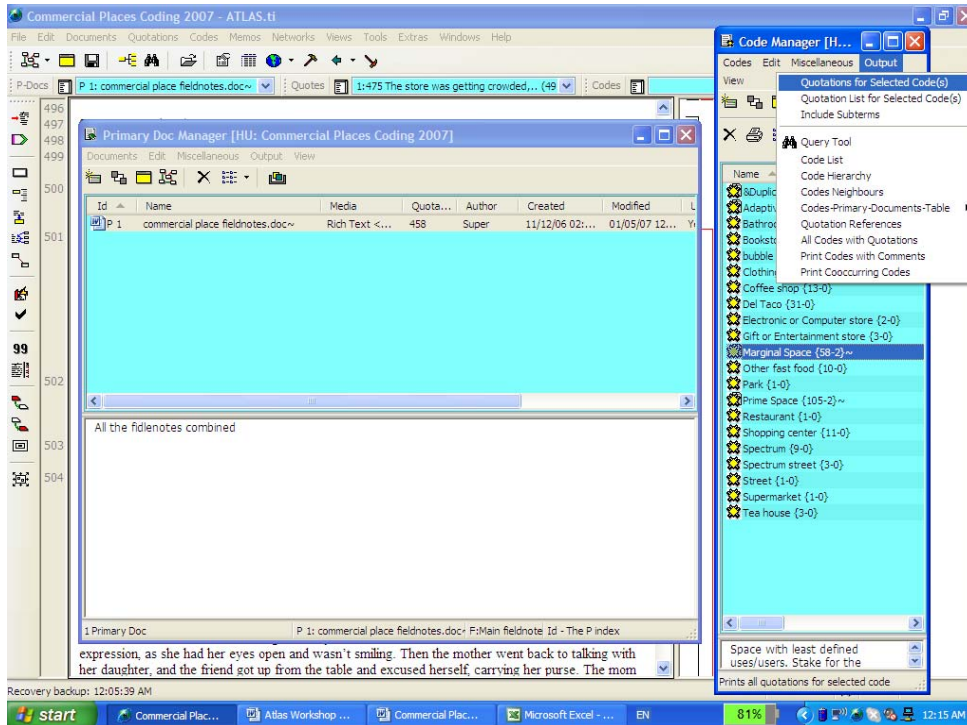 Commercial Places Coding 2007 - ATLAS.ti
File Edit Documents Quotations Codes Memos Networks Views Tools Extras Windows Help
P-Docs P 1: commercial place fieldnotes.doc~ Quotes 1:475 The store was getting crowded,.. (49 Codes
496
497
498
499
500
501
502
503
504
99
Primary Doc Manager [HU: Commercial Places Coding 2007]
Documents Edit Miscellaneous Output View
Id Name Media Quota... Author Created Modified
P 1 commercial place fieldnotes.doc~ Rich Text <... 458 Super 11/12/06 02:... 01/05/07 12...
All the fidlenotes combined
1 Primary Doc P 1: commercial place fieldnotes.doc~ F:Main fieldnote Id - The P index
expression, as she had her eyes open and wasn't smiling. Then the mother went back to talking with
her daughter, and the friend got up from the table and excused herself, carrying her purse. The mom
Recovery backup: 12:05:39 AM
Code Manager [H...
Codes Edit Miscellaneous Output
View
Quotations for Selected Code(s)
Quotation List for Selected Code(s)
Include Subterms
Query Tool
Code List
Code Hierarchy
Codes Neighbours
Codes-Primary-Documents-Table
Quotation References
All Codes with Quotations
Print Codes with Comments
Print Cooccurring Codes
Name
&Duplic
Adaptiv
Bathroo
Booksto
bubble
Clothin
Coffee shop {13-0}
Del Taco {31-0}
Electronic or Computer store {2-0}
Gift or Entertainment store {3-0}
Marginal Space {58-2}~
Other fast food {10-0}
Park {1-0}
Prime Space {105-2}~
Restaurant {1-0}
Shopping center {11-0}
Spectrum {9-0}
Spectrum street {3-0}
Street {1-0}
Supermarket {1-0}
Tea house {3-0}
Space with least defined
uses/users. Stake for the
Prints all quotations for selected code
start Commercial Plac... Atlas Workshop ... Commercial Plac... Microsoft Excel - ... EN 81% 12:15 AM